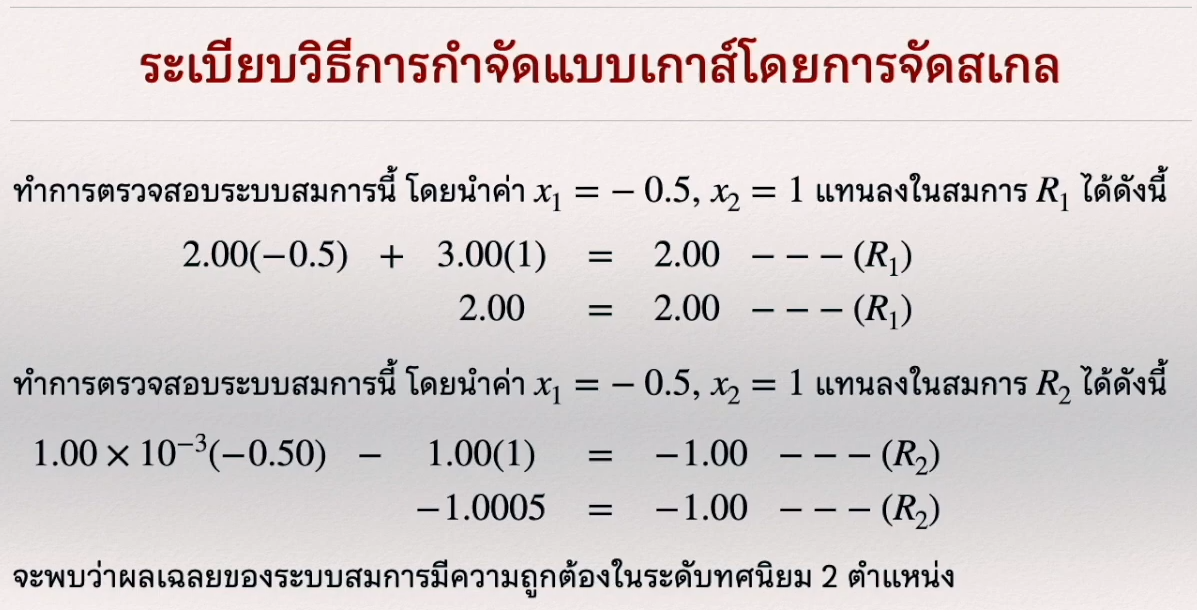 ระเบียบวิธีการกำจัดแบบเกาส์โดยการจัดสเกล
ทำการตรวจสอบระบบสมการนี้ โดยนำค่า x₁ = − 0.5, x₂ = 1 แทนลงในสมการ R₁ ได้ดังนี้
2.00(−0.5) + 3.00(1) = 2.00 − − − (R₁)
2.00 = 2.00 − − − (R₁)
ทำการตรวจสอบระบบสมการนี้ โดยนำค่า x₁ = − 0.5, x₂ = 1 แทนลงในสมการ R₂ ได้ดังนี้
1.00 × 10⁻³(−0.50) − 1.00(1) = −1.00 − − − (R₂)
−1.0005 = −1.00 − − − (R₂)
จะพบว่าผลเฉลยของระบบสมการมีความถูกต้องในระดับทศนิยม 2 ตำแหน่ง